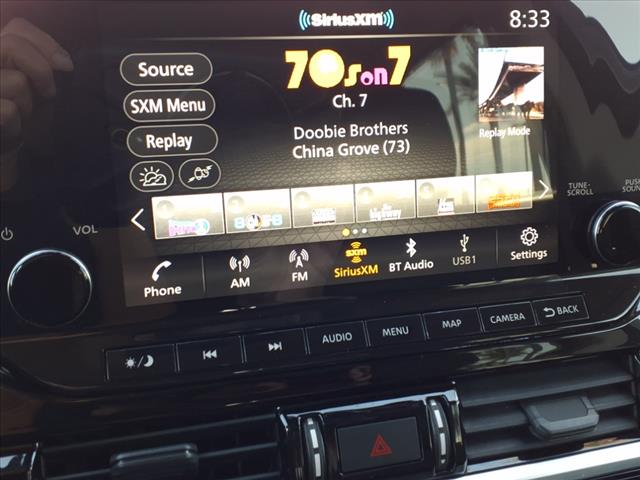 SiriusXM
8:33
Source
70s on 7
SXM Menu
Ch. 7
Replay
Doobie Brothers
China Grove (73)
Replay Mode
TUNE-
SCROLL
PUSH
SOUND
VOL
Phone
AM
FM
sxm
SiriusXM
BT Audio
USB1
Settings
AUDIO
MENU
MAP
CAMERA
BACK